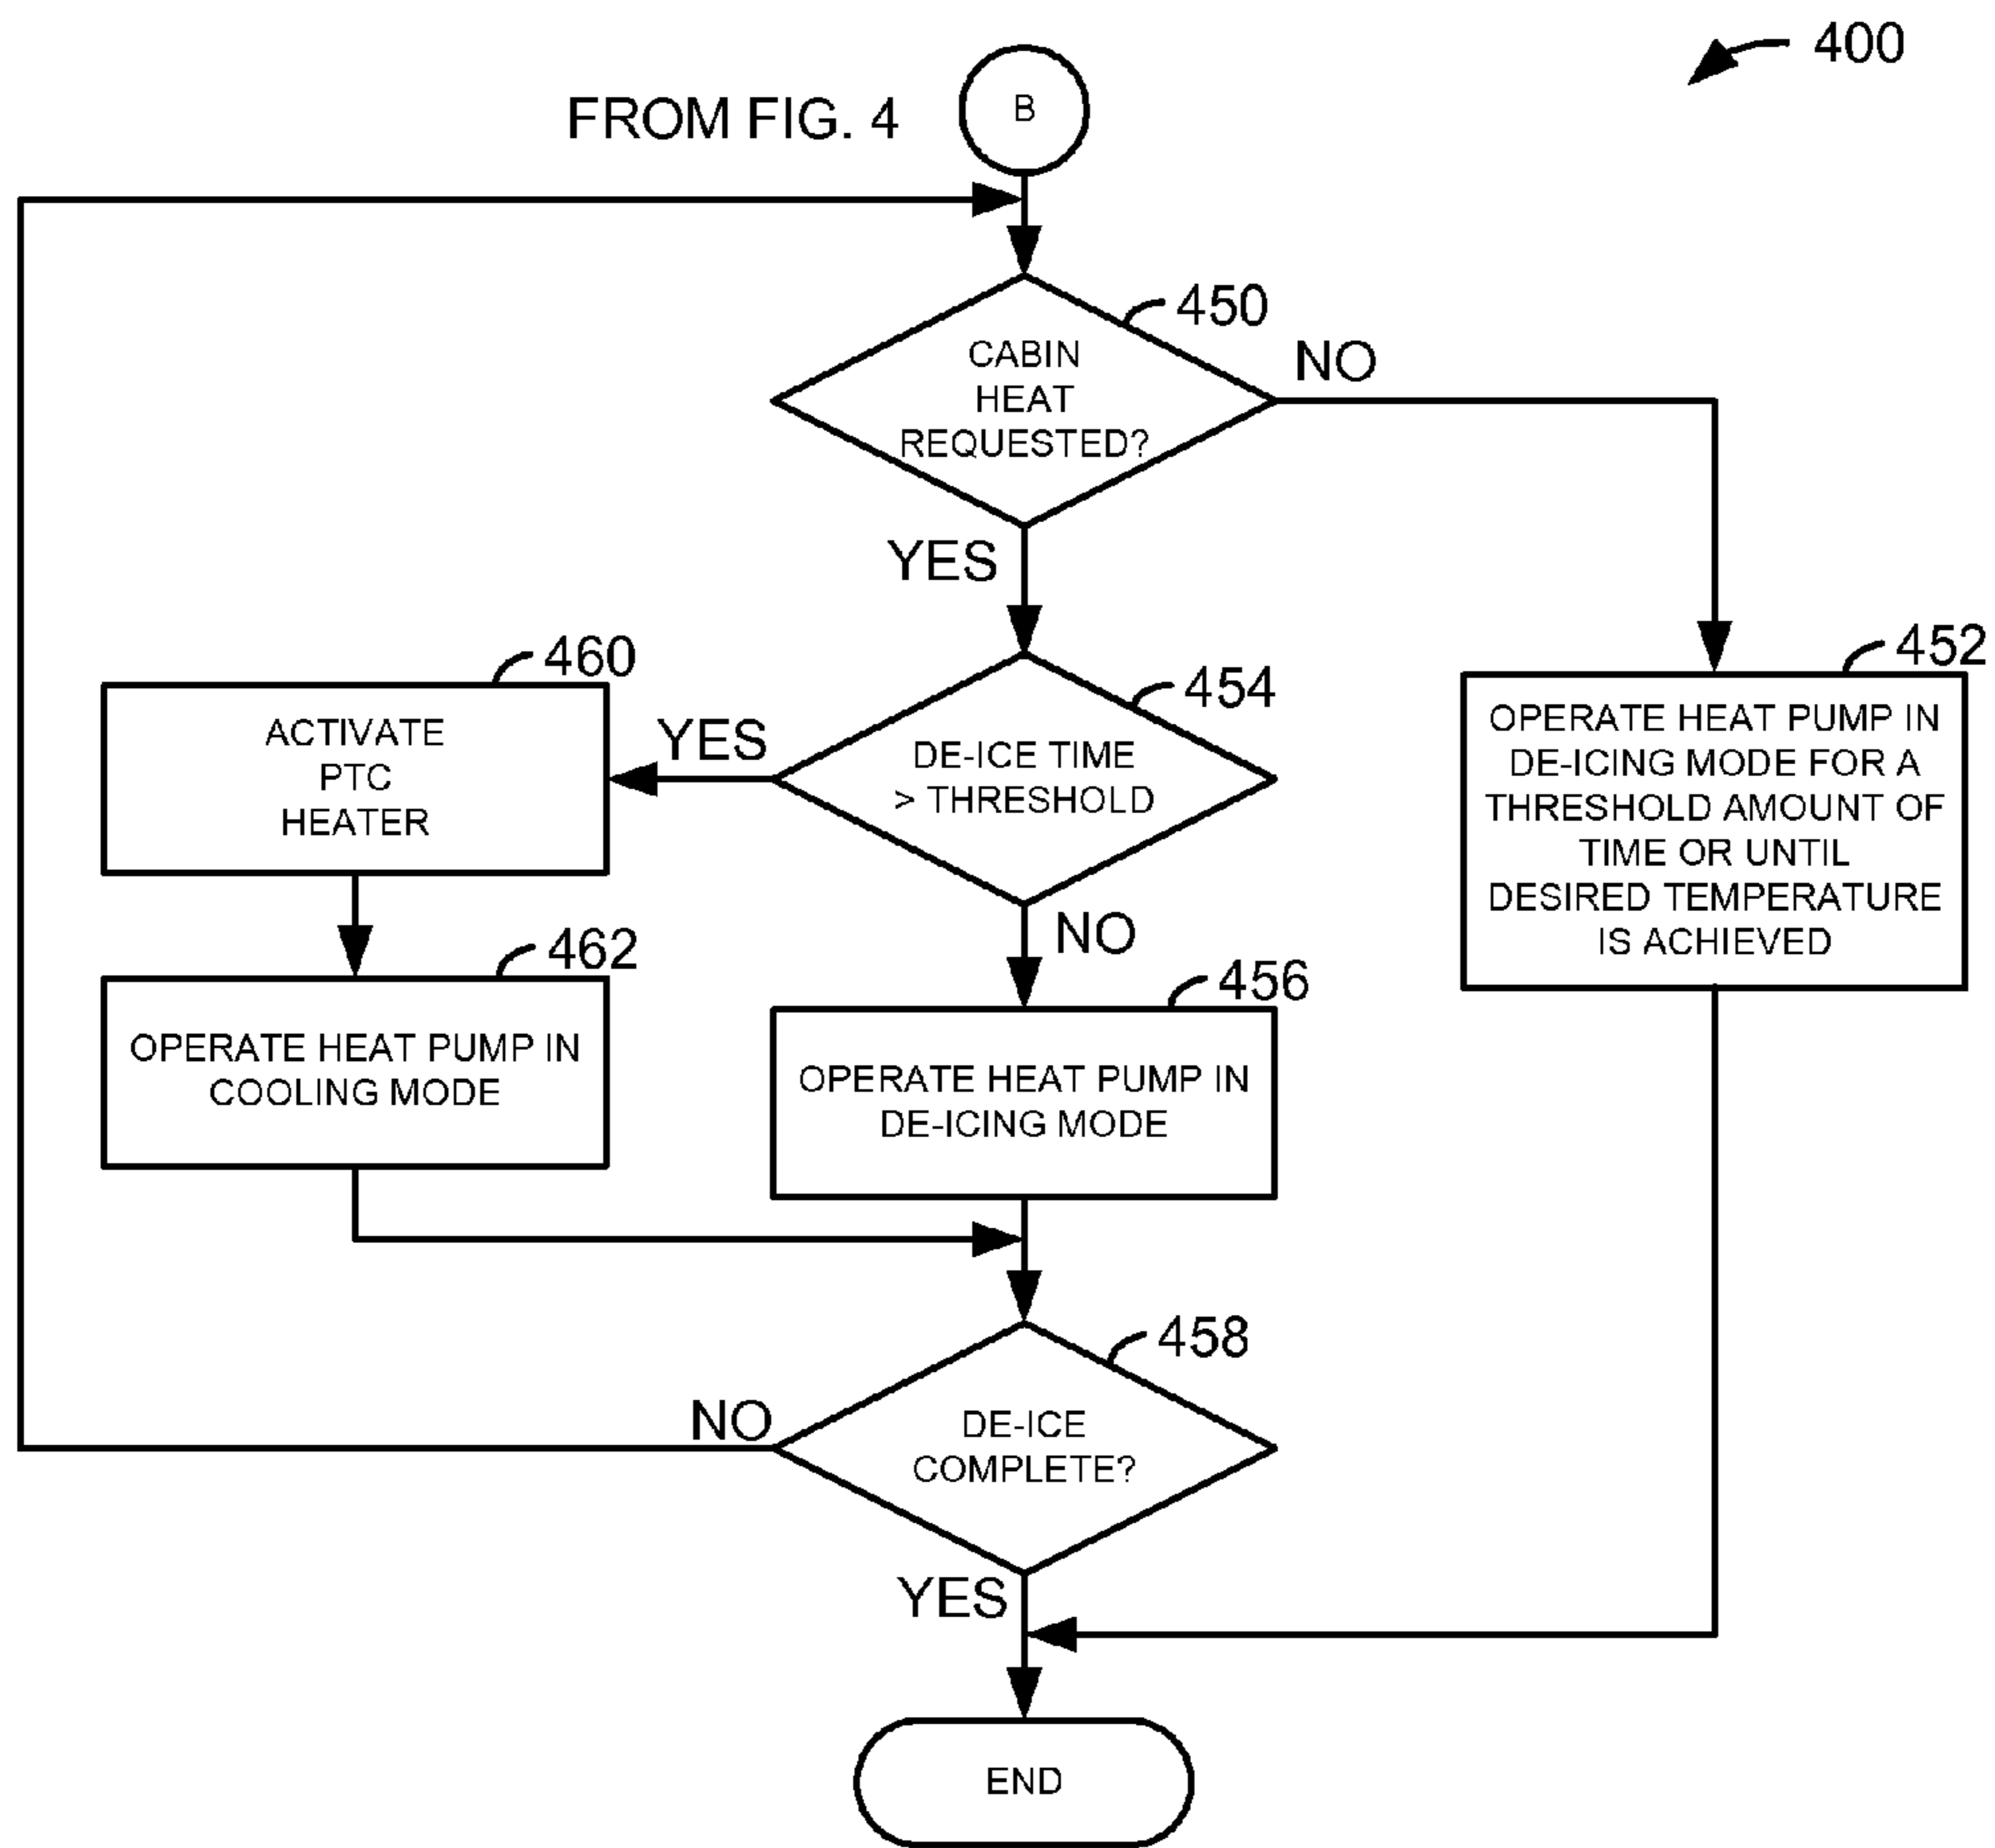 400
FROM FIG. 4
B
450
CABIN
HEAT
REQUESTED?
NO
YES
460
ACTIVATE
PTC
HEATER
YES
454
DE-ICE TIME
> THRESHOLD
452
OPERATE HEAT PUMP IN
DE-ICING MODE FOR A
THRESHOLD AMOUNT OF
TIME OR UNTIL
DESIRED TEMPERATURE
IS ACHIEVED
NO
462
OPERATE HEAT PUMP IN
COOLING MODE
456
OPERATE HEAT PUMP IN
DE-ICING MODE
458
DE-ICE
COMPLETE?
NO
YES
END